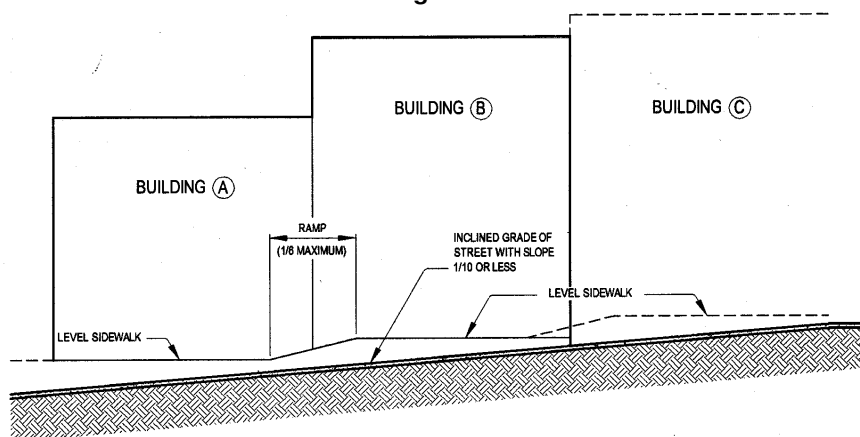 BUILDING B
BUILDING C
BUILDING A
RAMP
(1/6 MAXIMUM)
INCLINED GRADE OF
STREET WITH SLOPE
1/10 OR LESS
LEVEL SIDEWALK
LEVEL SIDEWALK